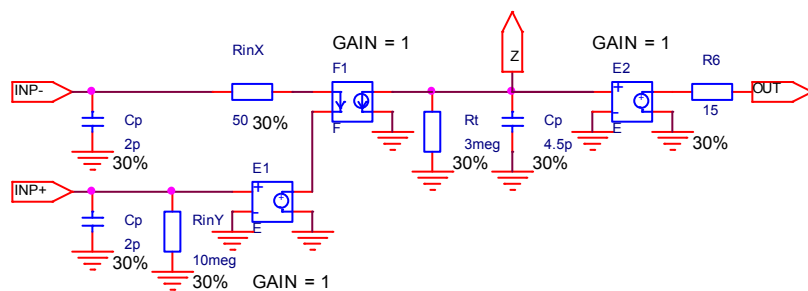 GAIN = 1
GAIN = 1
RinX
F1
Z
E2
R6
INP-
OUT
Cp
2p
30%
50
30%
F
Rt
3meg
30%
Cp
4.5p
30%
E
30%
15
INP+
E1
Cp
2p
30%
RinY
10meg
30%
E
GAIN = 1